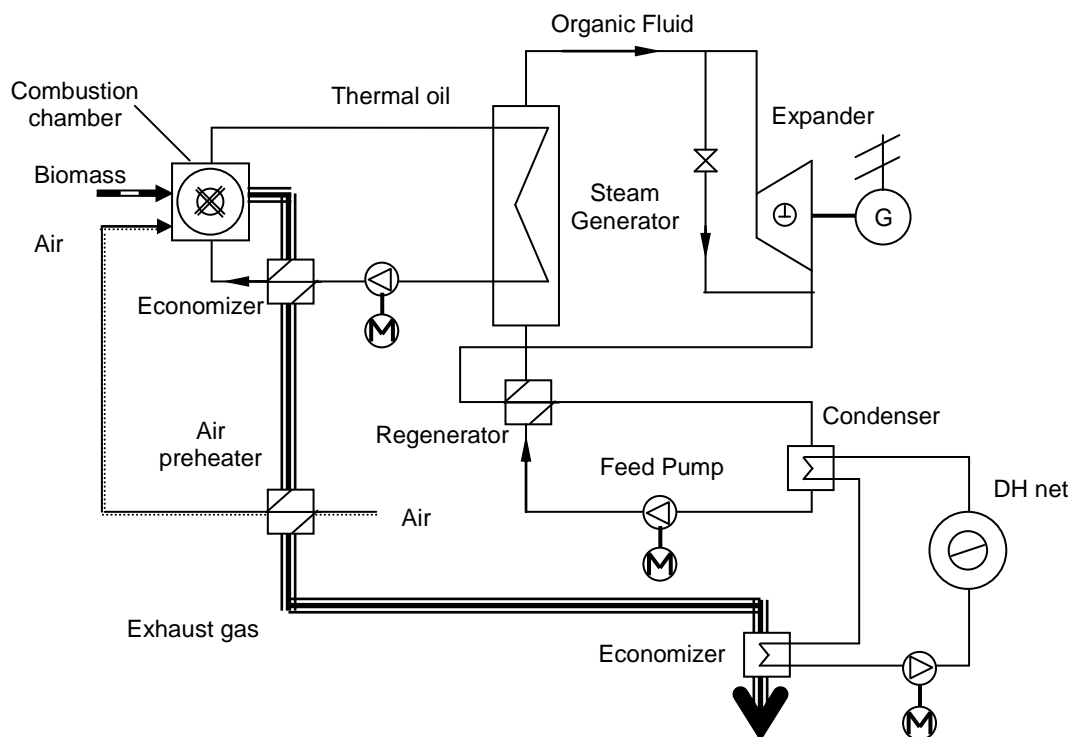 Organic Fluid
Combustion
chamber
Thermal oil
Expander
Biomass
Steam
Generator
G
Air
Economizer
M
Condenser
Regenerator
Air
preheater
Feed Pump
DH net
Air
M
Exhaust gas
Economizer
M